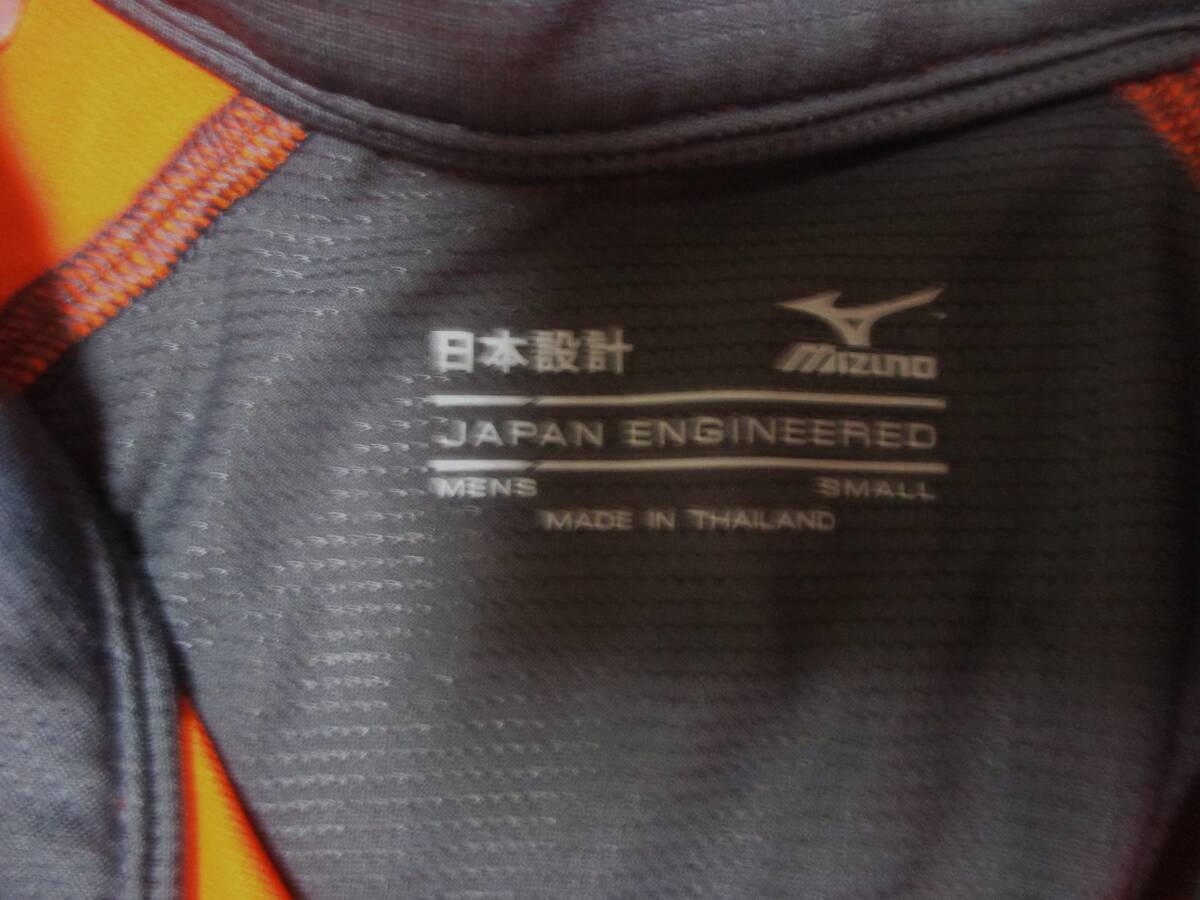 日本設計
MIZUNO
JAPAN ENGINEERED
MENS SMALL
MADE IN THAILAND